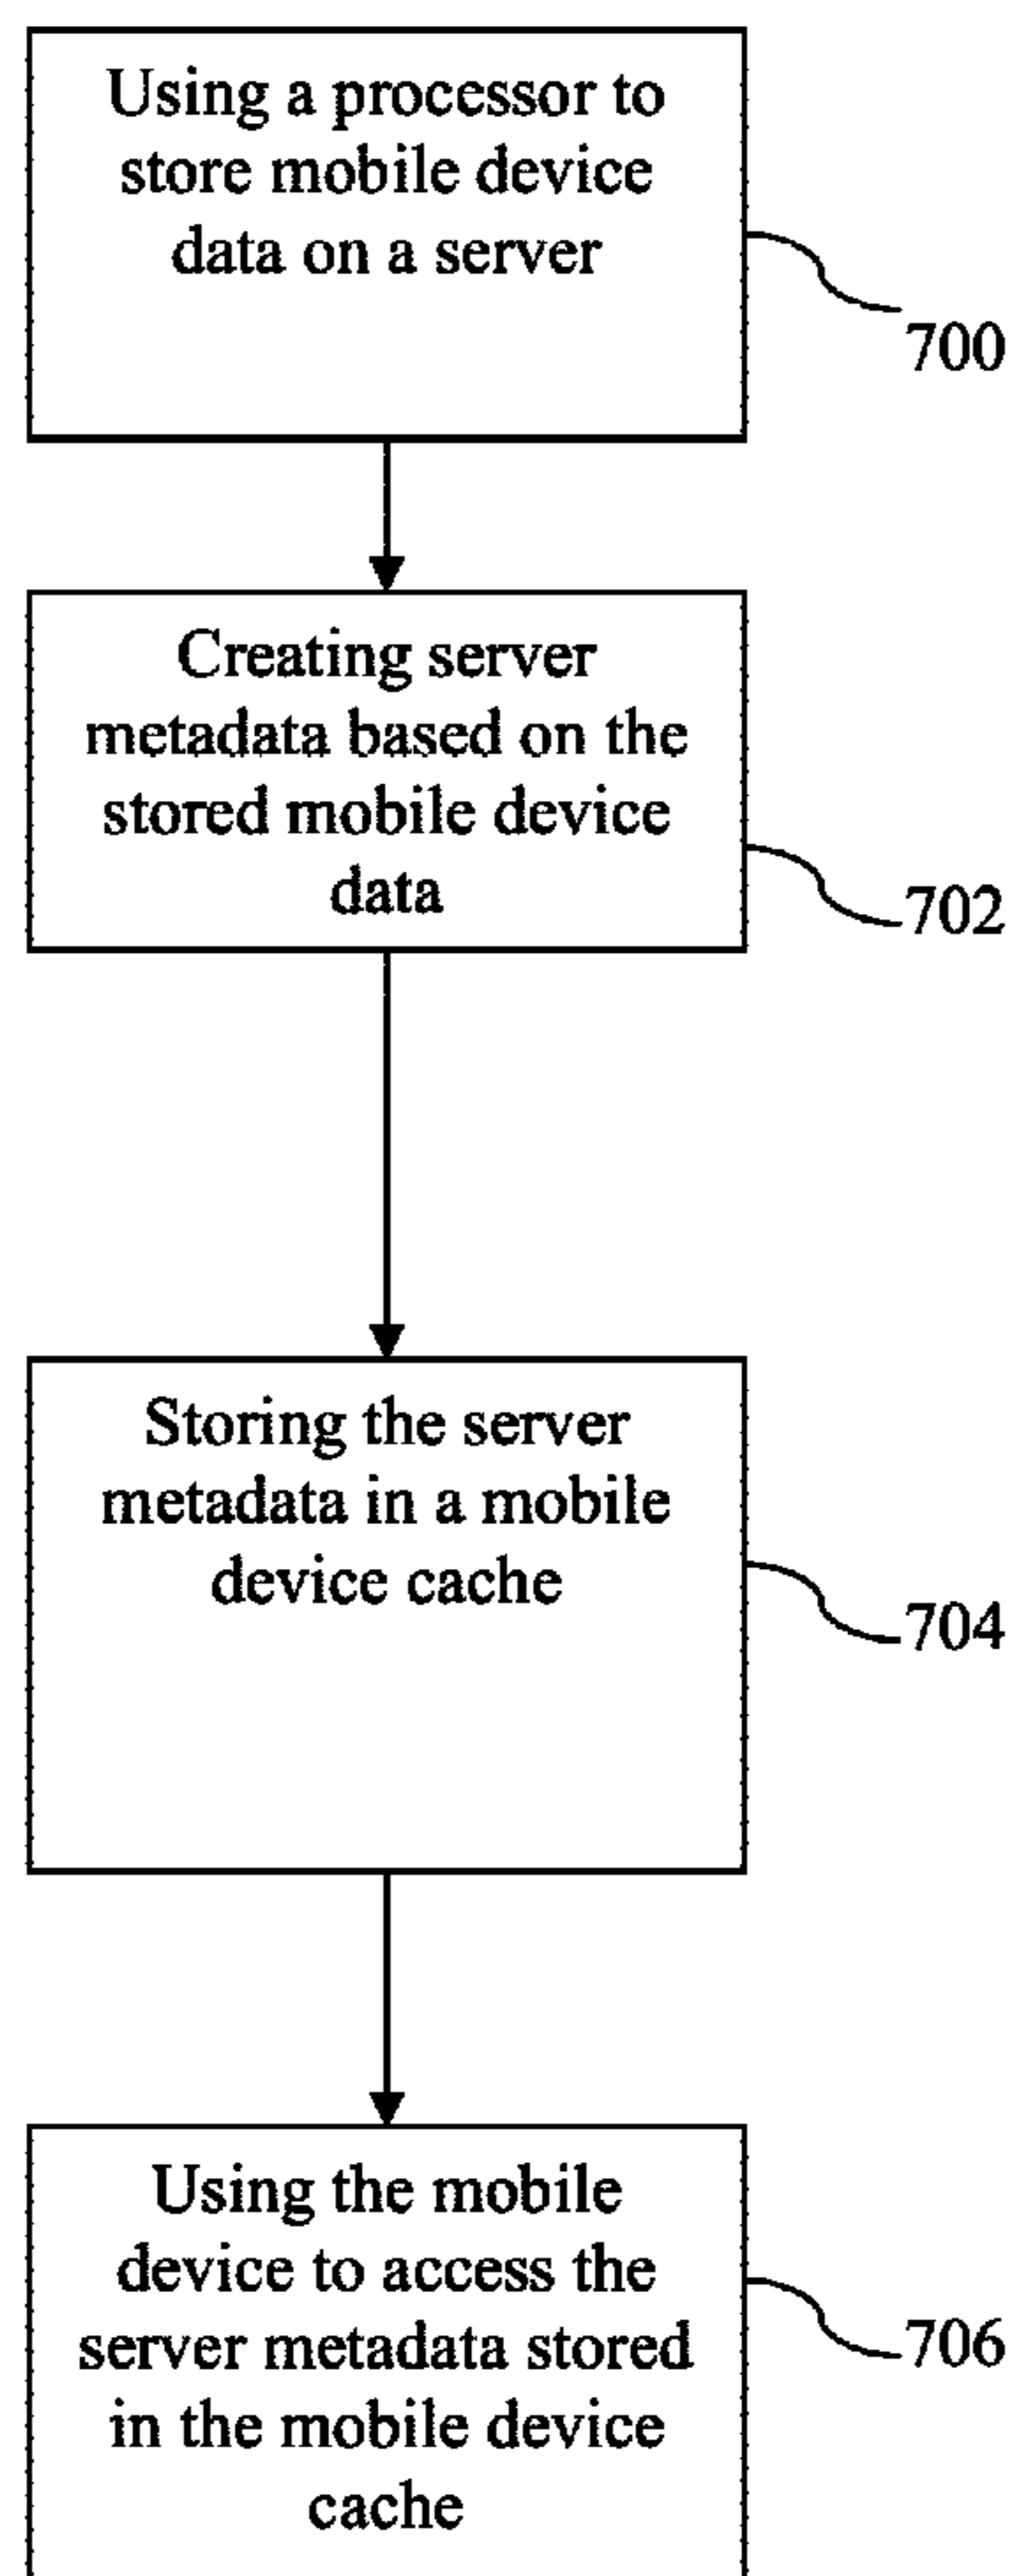 Using a processor to
store mobile device
data on a server
700
Creating server
metadata based on the
stored mobile device
data
702
Storing the server
metadata in a mobile
device cache
704
Using the mobile
device to access the
server metadata stored
in the mobile device
cache
706